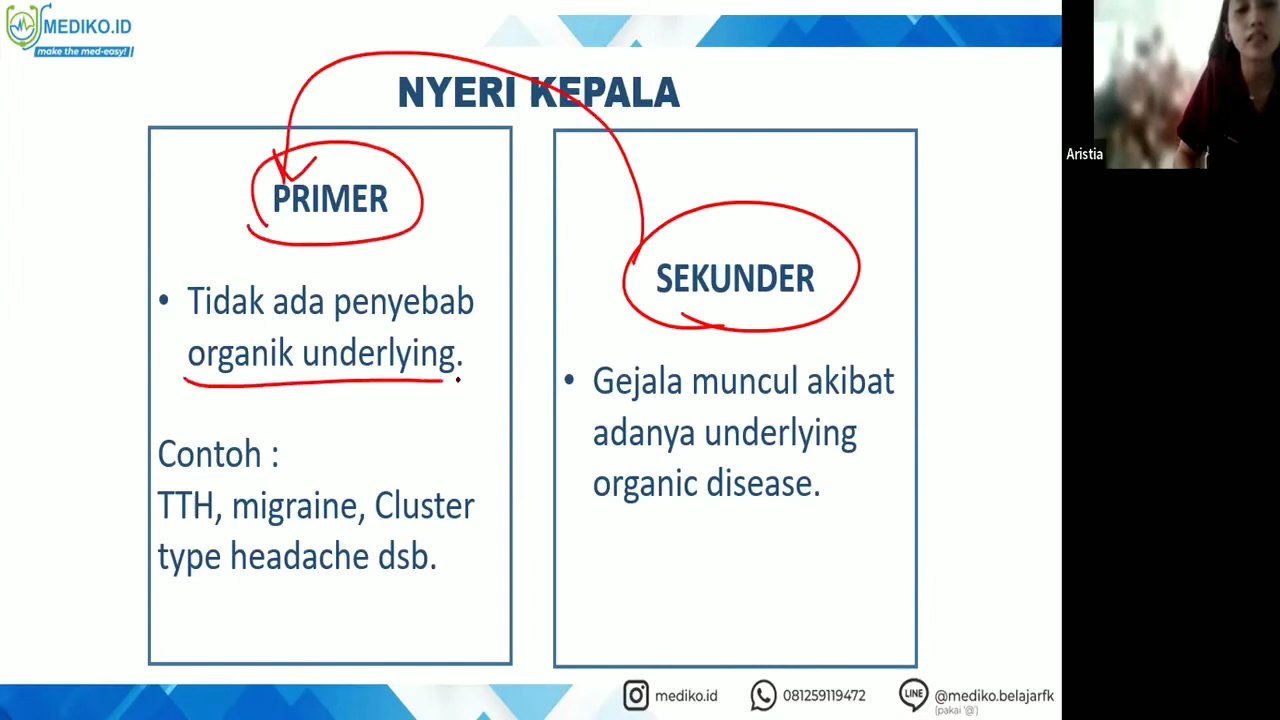 MEDIKO.ID
make the med-easy!
NYERI KEPALA
PRIMER
• Tidak ada penyebab
organik underlying.
Contoh :
TTH, migraine, Cluster
type headache dsb.
SEKUNDER
• Gejala muncul akibat
adanya underlying
organic disease.
Aristia
mediko.id
081259119472
LINE
@mediko.belajarfk
(pakai '@')